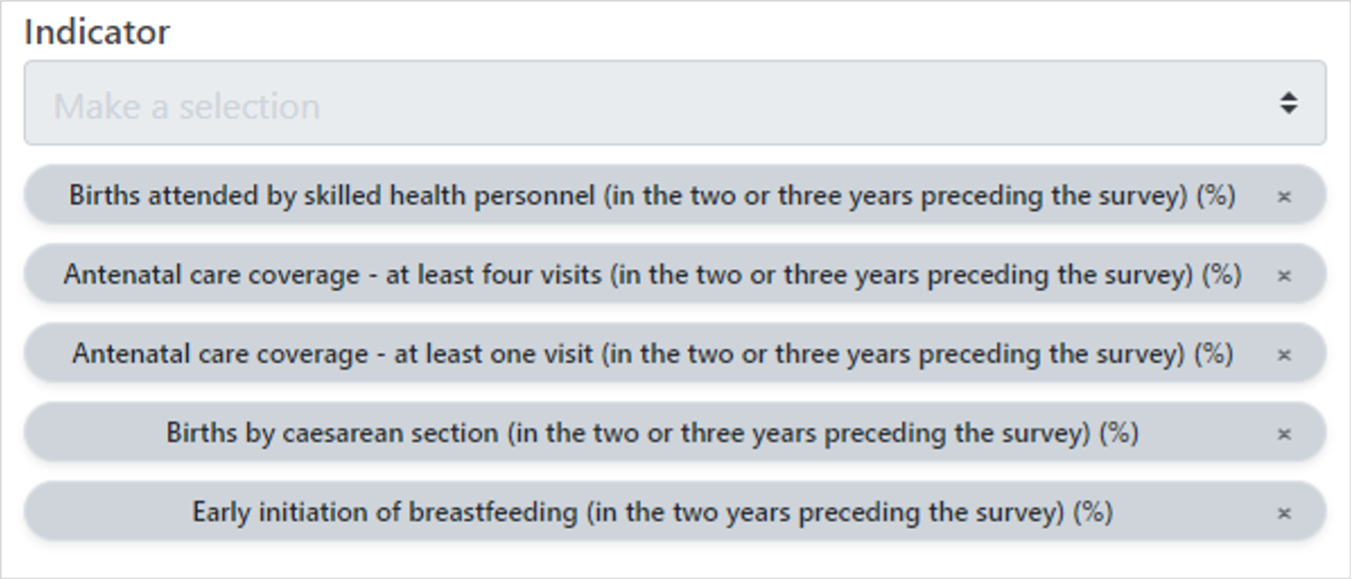 Indicator
Make a selection
Births attended by skilled health personnel (in the two or three years preceding the survey) (%) ×
Antenatal care coverage - at least four visits (in the two or three years preceding the survey) (%) ×
Antenatal care coverage - at least one visit (in the two or three years preceding the survey) (%) ×
Births by caesarean section (in the two or three years preceding the survey) (%) ×
Early initiation of breastfeeding (in the two years preceding the survey) (%) ×